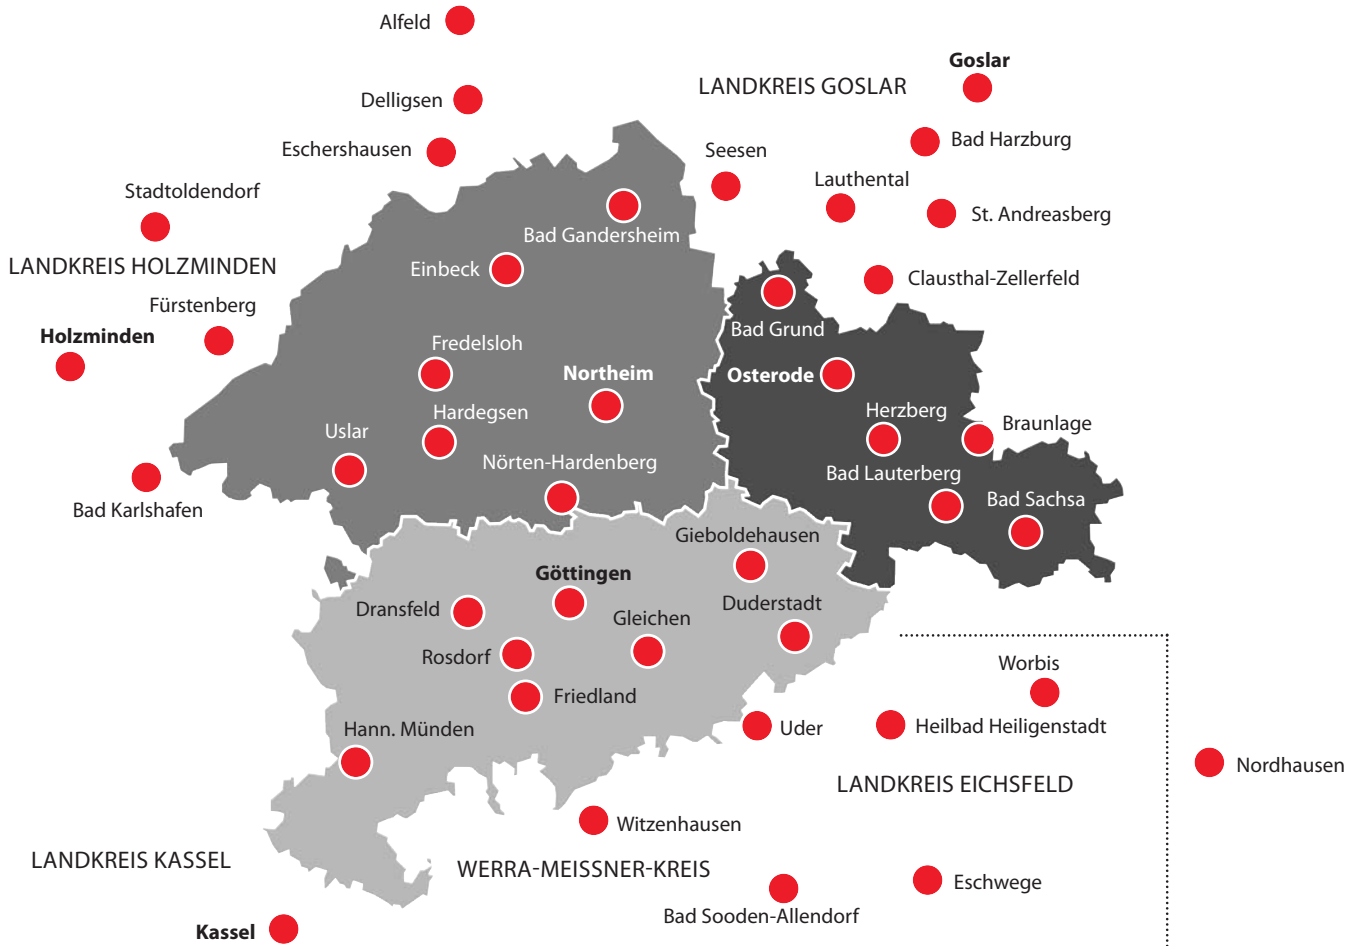 Alfeld
Goslar
LANDKREIS GOSLAR
Delligsen
Bad Harzburg
Eschershausen
Seesen
Lauthental
Stadtoldendorf
St. Andreasberg
Bad Gandersheim
LANDKREIS HOLZMINDEN
Einbeck
Clausthal-Zellerfeld
Fürstenberg
Holzminden
Bad Grund
Fredelsloh
Northeim
Osterode
Hardegsen
Herzberg
Braunlage
Uslar
Nörten-Hardenberg
Bad Lauterberg
Bad Sachsa
Bad Karlshafen
Gieboldehausen
Göttingen
Dransfeld
Gleichen
Duderstadt
Rosdorf
Worbis
Friedland
Hann. Münden
Uder
Heilbad Heiligenstadt
Nordhausen
LANDKREIS EICHSFELD
Witzenhausen
LANDKREIS KASSEL
WERRA-MEISSNER-KREIS
Eschwege
Bad Sooden-Allendorf
Kassel